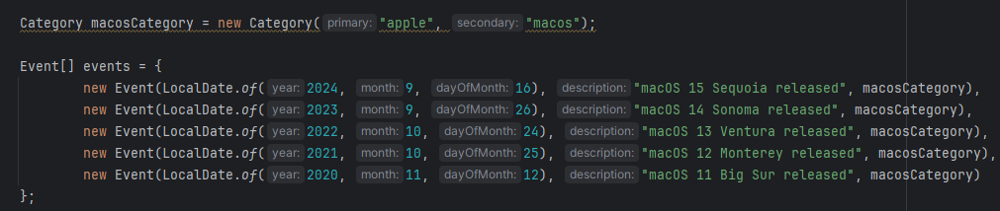 Category macosCategory = new Category( primary: "apple", secondary: "macos");
Event[] events = {
new Event(LocalDate.of( year: 2024, month: 9, dayOfMonth: 16), description: "macOS 15 Sequoia released", macosCategory),
new Event(LocalDate.of( year: 2023, month: 9, dayOfMonth: 26), description: "macOS 14 Sonoma released", macosCategory),
new Event(LocalDate.of( year: 2022, month: 10, dayOfMonth: 24), description: "macOS 13 Ventura released", macosCategory),
new Event(LocalDate.of( year: 2021, month: 10, dayOfMonth: 25), description: "macOS 12 Monterey released", macosCategory),
new Event(LocalDate.of( year: 2020, month: 11, dayOfMonth: 12), description: "macOS 11 Big Sur released", macosCategory)
};